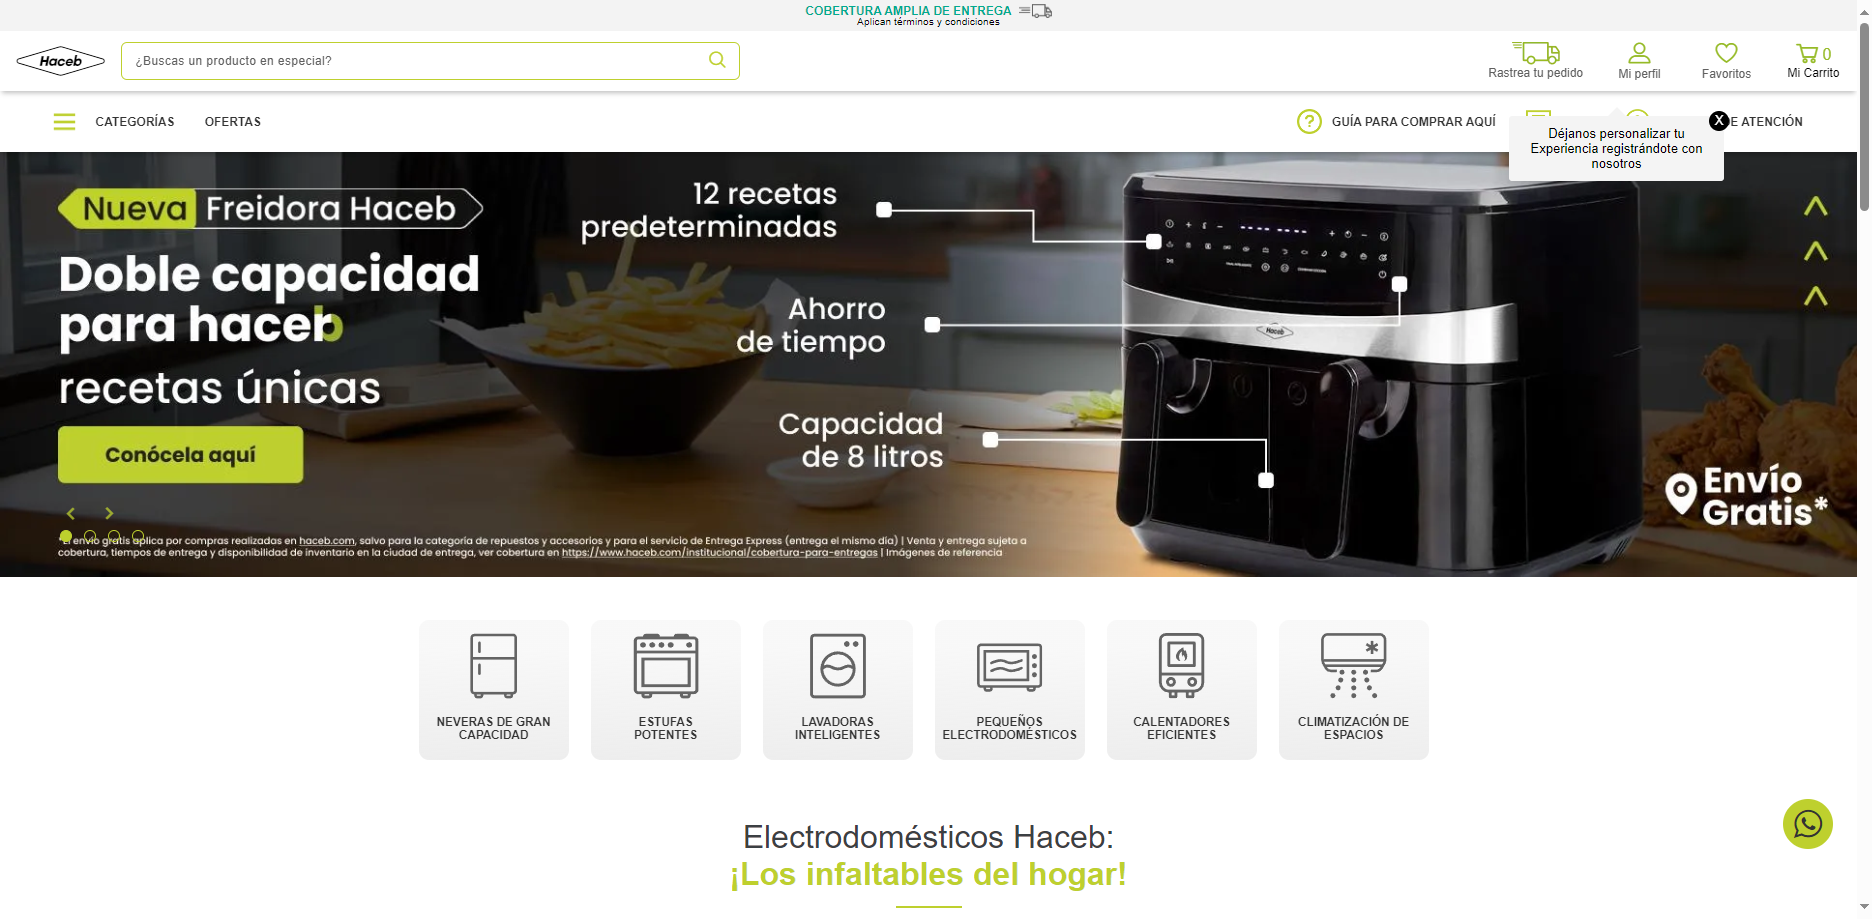 COBERTURA AMPLIA DE ENTREGA
Aplican términos y condiciones
Haceb
¿Buscas un producto en especial?
Rastrea tu pedido
Mi perfil
Favoritos
0
Mi Carrito
CATEGORÍAS
OFERTAS
GUÍA PARA COMPRAR AQUÍ
E ATENCIÓN
X
Déjanos personalizar tu
Experiencia registrándote con
nosotros
Nueva Freidora Haceb
Doble capacidad
para haceb
recetas únicas
Conócela aquí
12 recetas
predeterminadas
Ahorro
de tiempo
Capacidad
de 8 litros
Haceb
Envío
Gratis*
*El envío gratis aplica por compras realizadas en haceb.com, salvo para la categoría de repuestos y accesorios y para el servicio de Entrega Express (entrega el mismo día) | Venta y entrega sujeta a
cobertura, tiempos de entrega y disponibilidad de inventario en la ciudad de entrega, ver cobertura en https://www.haceb.com/institucional/cobertura-para-entregas | Imágenes de referencia
NEVERAS DE GRAN
CAPACIDAD
ESTUFAS
POTENTES
LAVADORAS
INTELIGENTES
PEQUEÑOS
ELECTRODOMÉSTICOS
CALENTADORES
EFICIENTES
CLIMATIZACIÓN DE
ESPACIOS
Electrodomésticos Haceb:
¡Los infaltables del hogar!